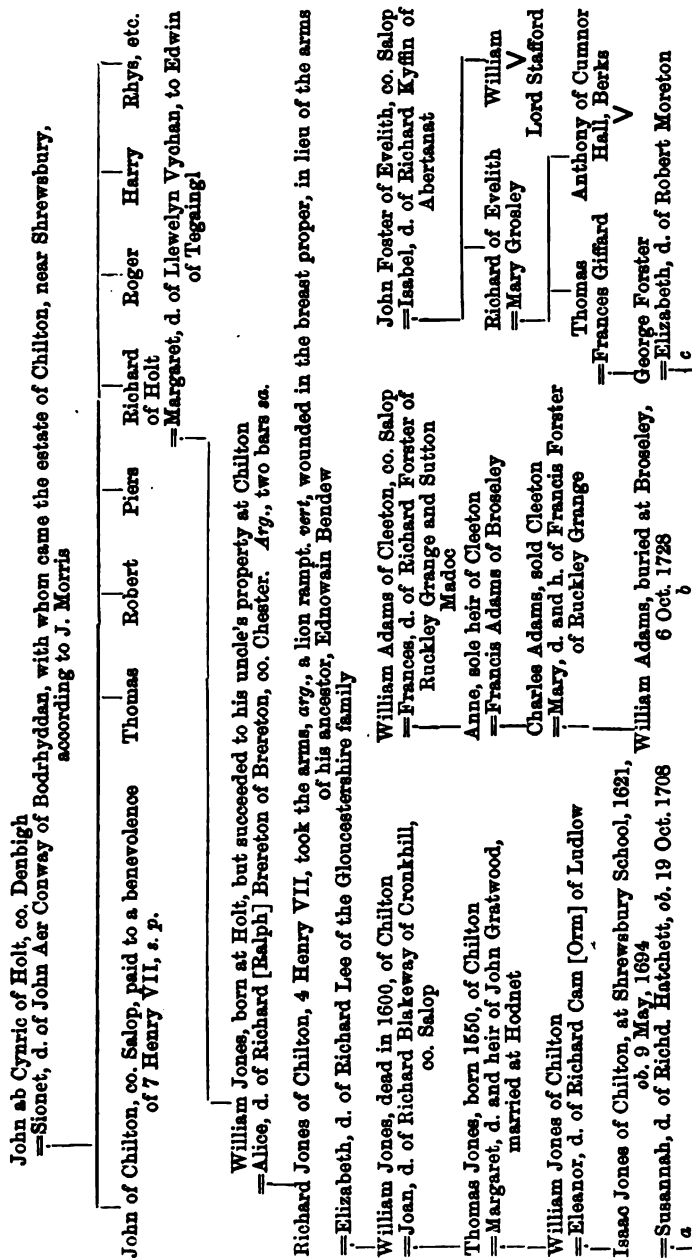 John ab Cynric of Holt, co. Denbigh
=Sionet, d. of John Aer Conway of Bodrhyddan, with whom came the estate of Chilton, near Shrewsbury,
according to J. Morris
John of Chilton, co. Salop, paid to a benevolence
of 7 Henry VII, s. p.
Thomas
Robert
Piers
Richard
of Holt
Roger
Harry
Rhys, etc.
=Margaret, d. of Llewelyn Vychan, to Edwin
of Tegaingl
William Jones, born at Holt, but succeeded to his uncle's property at Chilton
=Alice, d. of Richard [Ralph] Brereton of Brereton, co. Chester. Arg., two bars sa.
Richard Jones of Chilton, 4 Henry VII, took the arms, arg., a lion rampt. vert, wounded in the breast proper, in lieu of the arms
of his ancestor, Ednowain Bendew
=Elizabeth, d. of Richard Lee of the Gloucestershire family
William Jones, dead in 1600, of Chilton
=Joan, d. of Richard Blakeway of Cronkhill,
co. Salop
Thomas Jones, born 1550, of Chilton
=Margaret, d. and heir of John Gratwood,
married at Hodnet
William Jones of Chilton
=Eleanor, d. of Richard Cam [Orm] of Ludlow
Isaac Jones of Chilton, at Shrewsbury School, 1621,
ob. 9 May, 1694
=Susannah, d. of Richd. Hatchett, ob. 19 Oct. 1708
a
William Adams of Cleeton, co. Salop
=Frances, d. of Richard Forster of
Ruckley Grange and Sutton
Madoc
Anne, sole heir of Cleeton
=Francis Adams of Broseley
Charles Adams, sold Cleeton
=Mary, d. and h. of Francis Forster
of Ruckley Grange
William Adams, buried at Broseley,
6 Oct. 1728
b
John Foster of Evelith, co. Salop
=Isabel, d. of Richard Kyffin of
Abertanat
Richard of Evelith
=Mary Grosley
William
V
Lord Stafford
Thomas
=Frances Giffard
Anthony of Cumnor
Hall, Berks
V
George Forster
=Elizabeth, d. of Robert Moreton
c